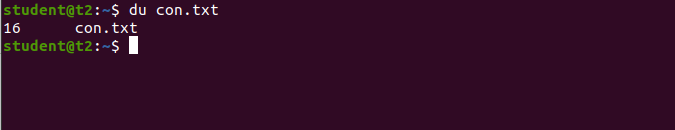 student@t2:~$ du con.txt
16      con.txt
student@t2:~$